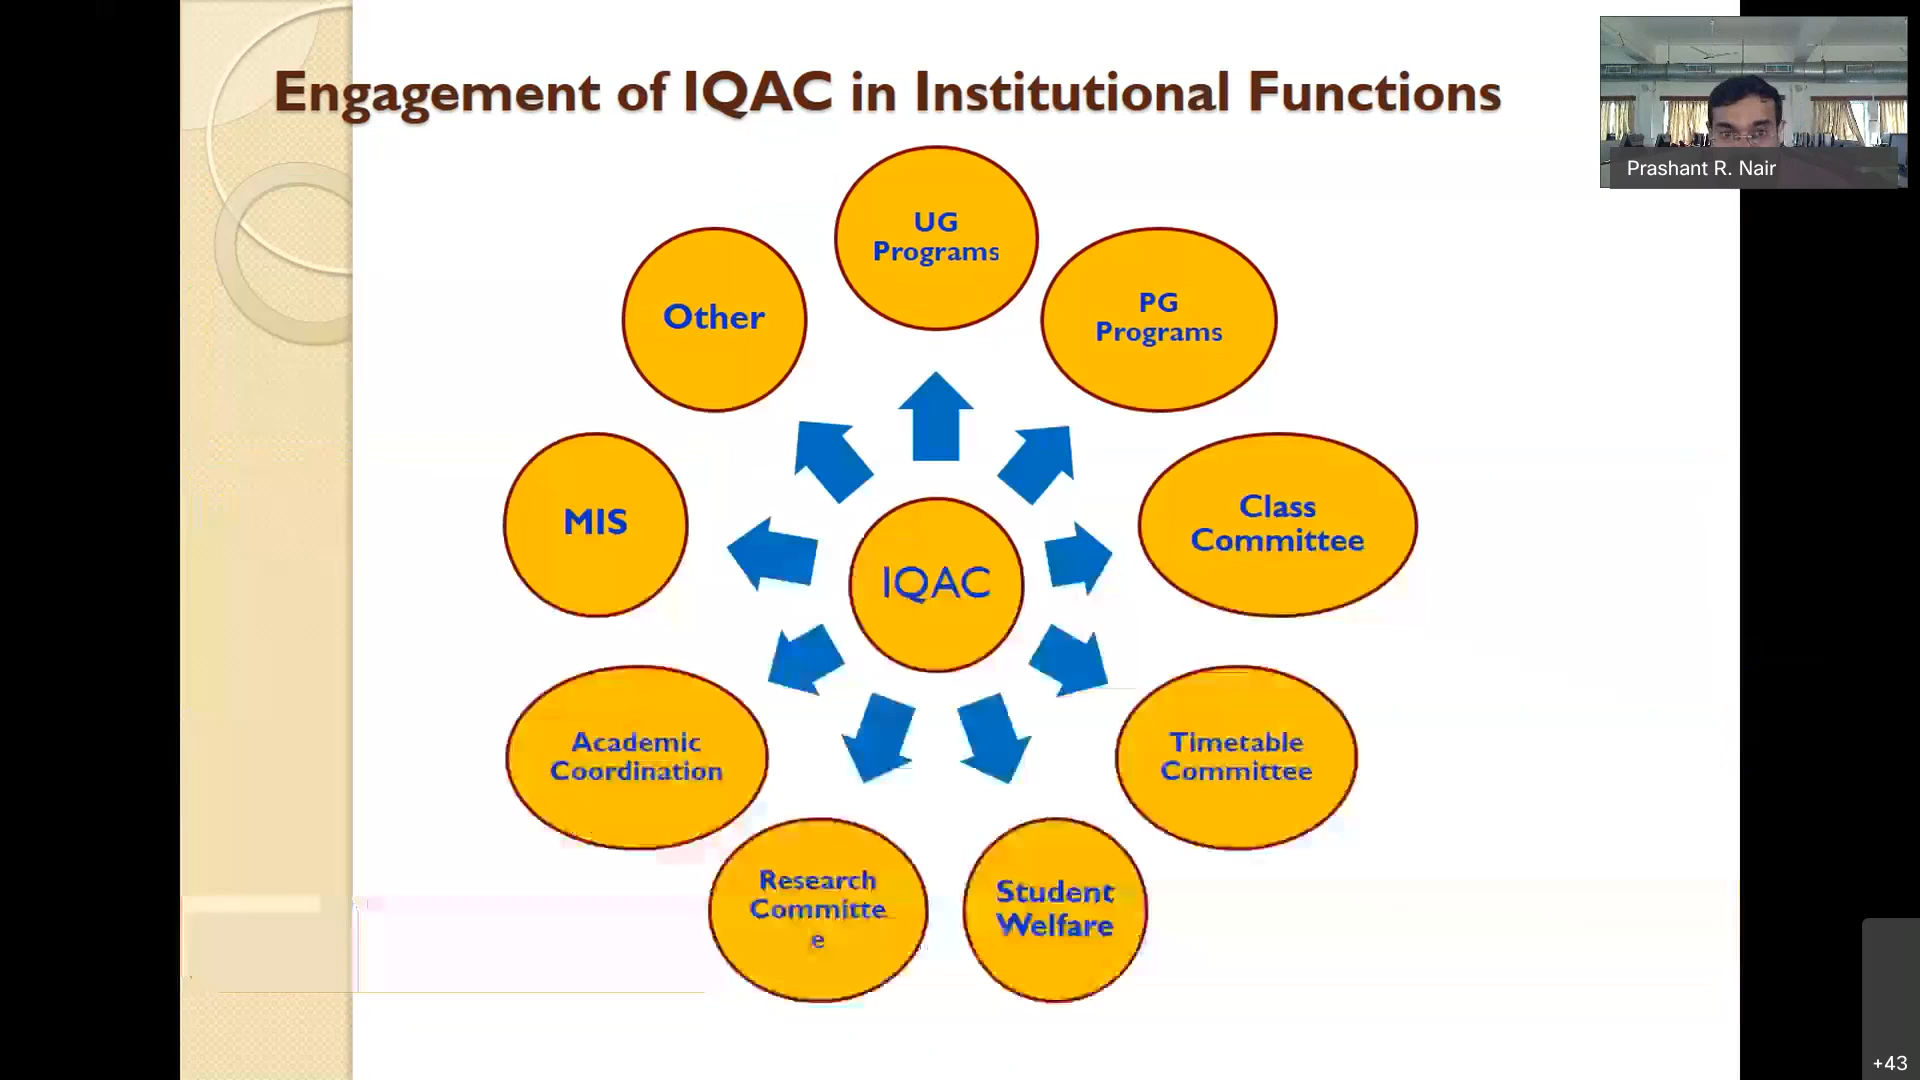 Engagement of IQAC in Institutional Functions
Prashant R. Nair
UG
Programs
PG
Programs
Other
Class
Committee
MIS
IQAC
Academic
Coordination
Timetable
Committee
Research
Committe
e
Student
Welfare
+43